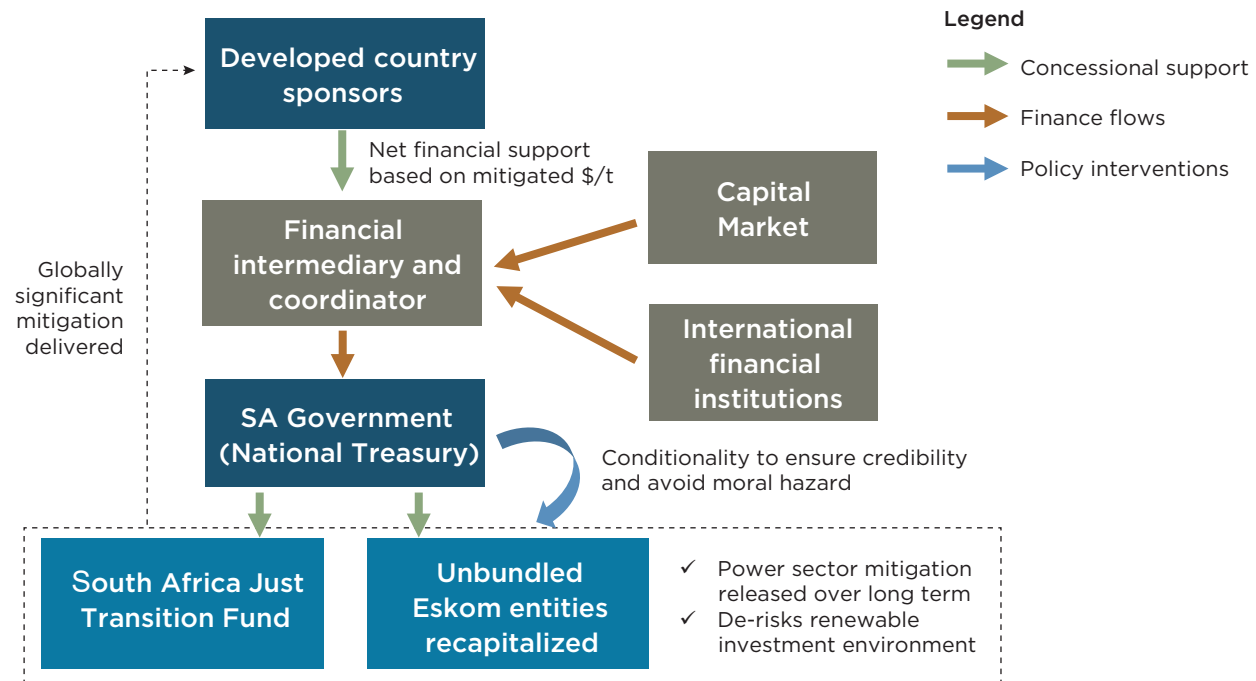 Developed country
sponsors
Legend
Concessional support
Finance flows
Policy interventions
Net financial support
based on mitigated $/t
Capital
Market
Financial
intermediary and
coordinator
Globally
significant
mitigation
delivered
International
financial
institutions
SA Government
(National Treasury)
Conditionality to ensure credibility
and avoid moral hazard
South Africa Just
Transition Fund
Unbundled
Eskom entities
recapitalized
✓ Power sector mitigation
released over long term
✓ De-risks renewable
investment environment